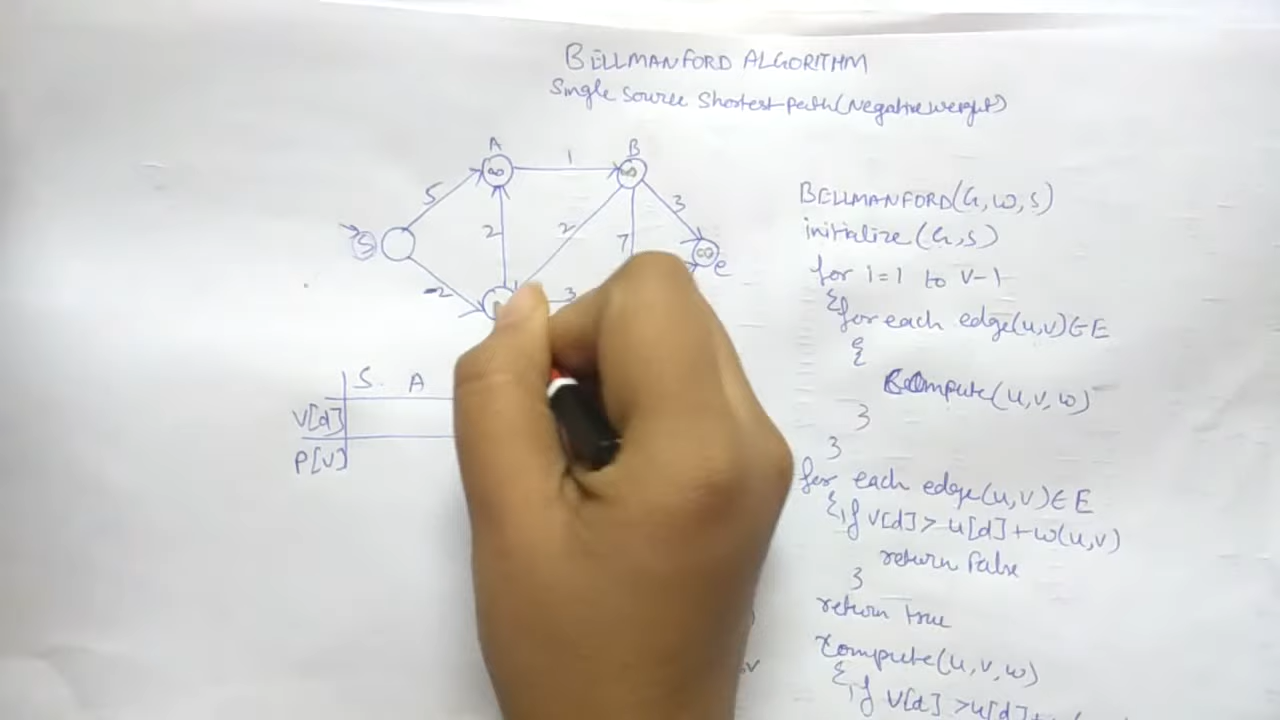 BELLMANFORD ALGORITHM
Single Source Shortest-path(Negative weight)
A
B
1
∞
∞
5
3
S
2
2
7
∞
e
-2
3
S. A
V[d]
P[V]
BELLMANFORD(G,W,S)
initialize(G,S)
for i=1 to V-1
{
for each edge(u,v)∈E
{
Compute(u,v,w)
}
}
for each edge(u,v)∈E
{if v[d]>u[d]+w(u,v)
return False
}
return true
Compute(u,v,w)
{if v[d]>u[d]+